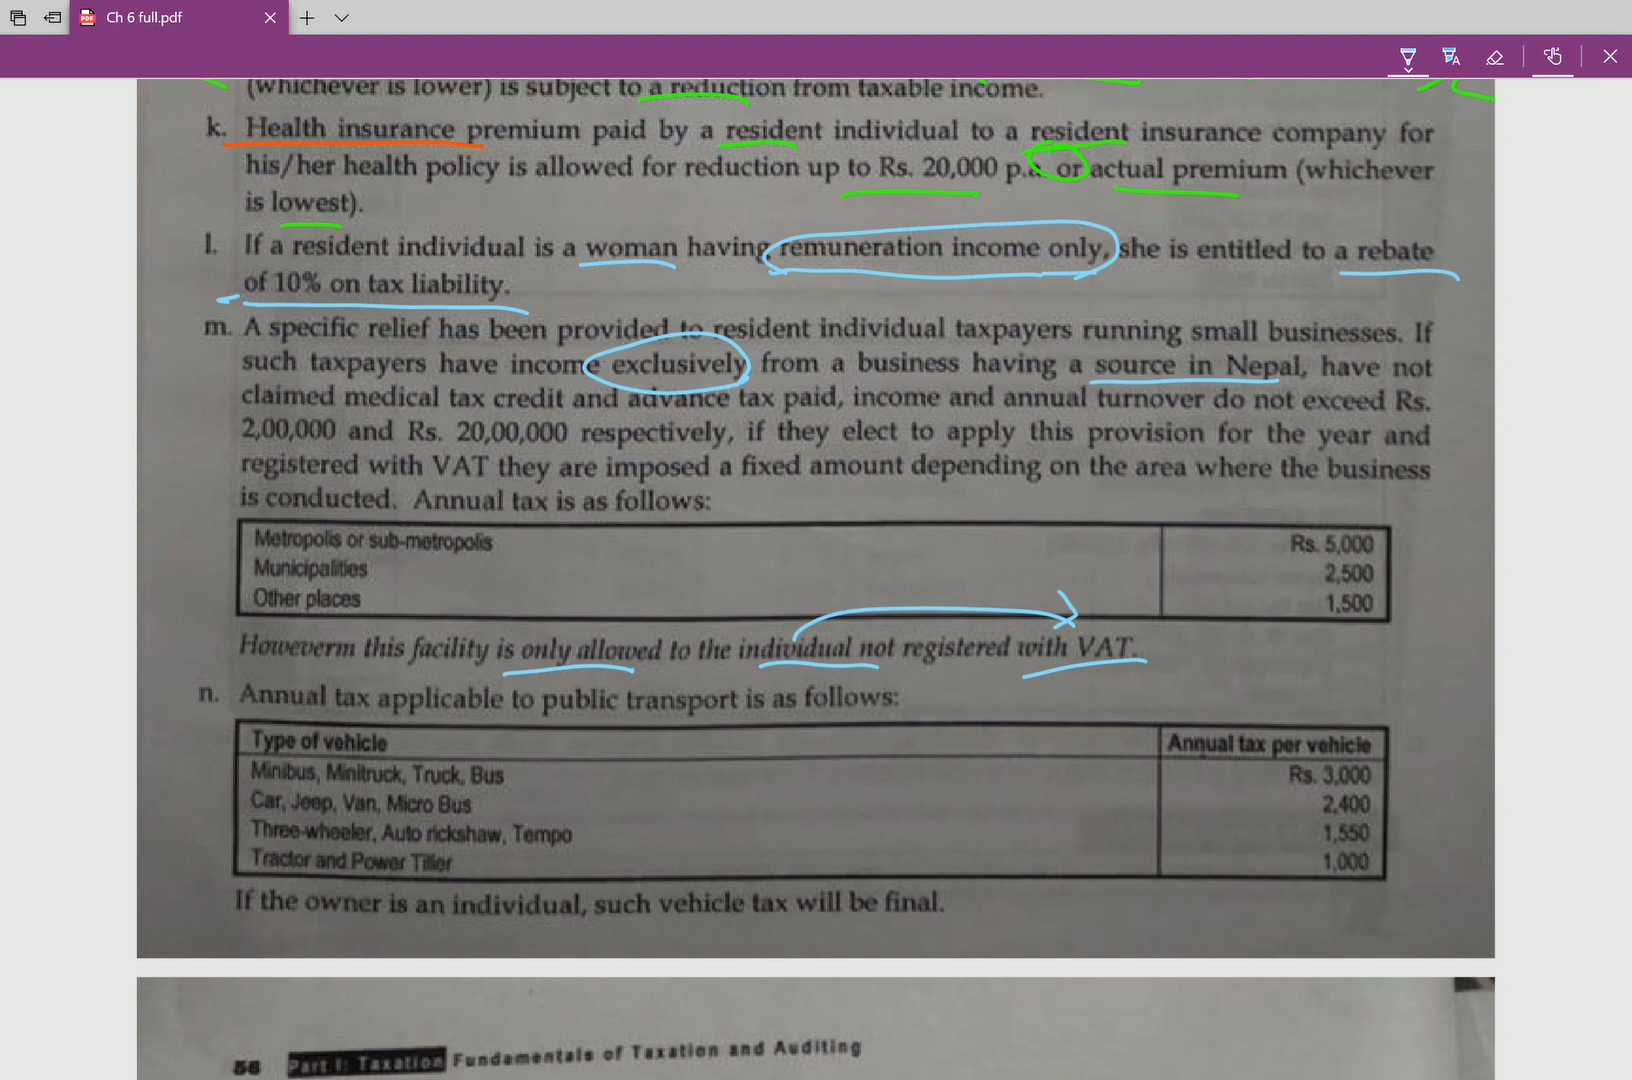 Ch 6 full.pdf
(whichever is lower) is subject to a reduction from taxable income.
k. Health insurance premium paid by a resident individual to a resident insurance company for
his/her health policy is allowed for reduction up to Rs. 20,000 p.a. or actual premium (whichever
is lowest).
l. If a resident individual is a woman having remuneration income only, she is entitled to a rebate
of 10% on tax liability.
m. A specific relief has been provided to resident individual taxpayers running small businesses. If
such taxpayers have income exclusively from a business having a source in Nepal, have not
claimed medical tax credit and advance tax paid, income and annual turnover do not exceed Rs.
2,00,000 and Rs. 20,00,000 respectively, if they elect to apply this provision for the year and
registered with VAT they are imposed a fixed amount depending on the area where the business
is conducted. Annual tax is as follows:
Metropolis or sub-metropolis Rs. 5,000
Municipalities 2,500
Other places 1,500
Howeverm this facility is only allowed to the individual not registered with VAT.
n. Annual tax applicable to public transport is as follows:
Type of vehicle Annual tax per vehicle
Minibus, Minitruck, Truck, Bus Rs. 3,000
Car, Jeep, Van, Micro Bus 2,400
Three-wheeler, Auto rickshaw, Tempo 1,550
Tractor and Power Tiller 1,000
If the owner is an individual, such vehicle tax will be final.
56 Part I: Taxation Fundamentals of Taxation and Auditing